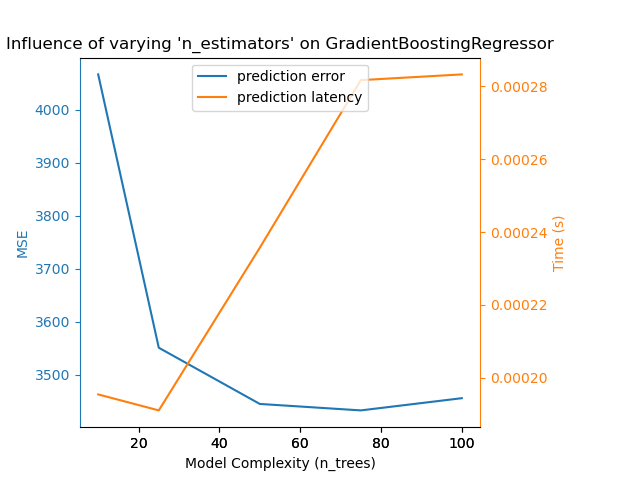 Influence of varying 'n_estimators' on GradientBoostingRegressor
prediction error
prediction latency
4000
3900
3800
3700
3600
3500
MSE
0.00028
0.00026
0.00024
0.00022
0.00020
Time (s)
20 40 60 80 100
Model Complexity (n_trees)